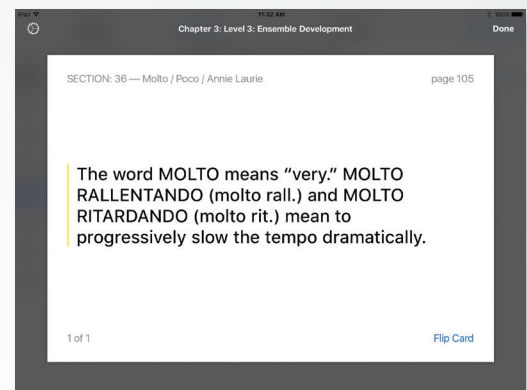 iPad 11:32 AM 100%
Chapter 3: Level 3: Ensemble Development Done
SECTION: 36 — Molto / Poco / Annie Laurie page 105
The word MOLTO means “very.” MOLTO
RALLENTANDO (molto rall.) and MOLTO
RITARDANDO (molto rit.) mean to
progressively slow the tempo dramatically.
1 of 1 Flip Card